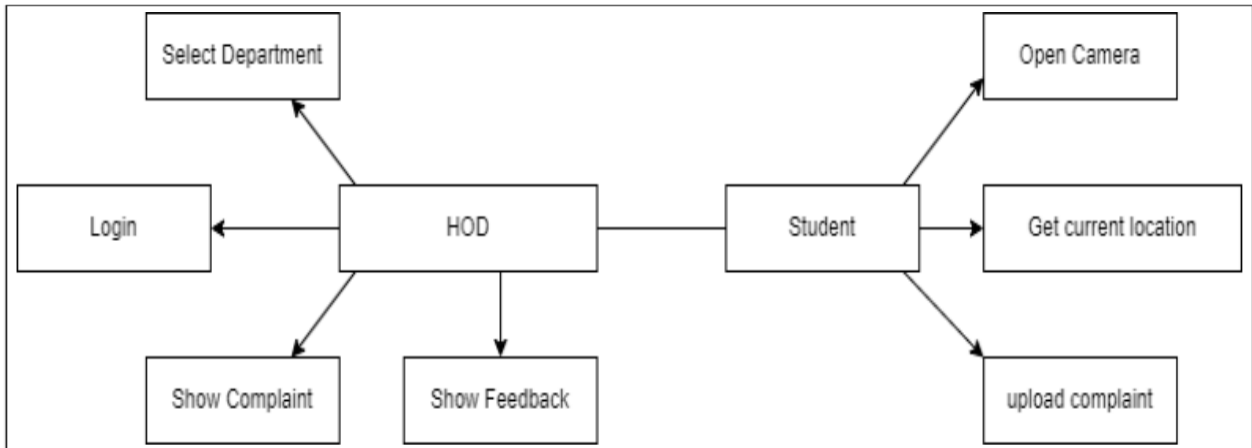 Select Department
Open Camera
Login
HOD
Student
Get current location
Show Complaint
Show Feedback
upload complaint